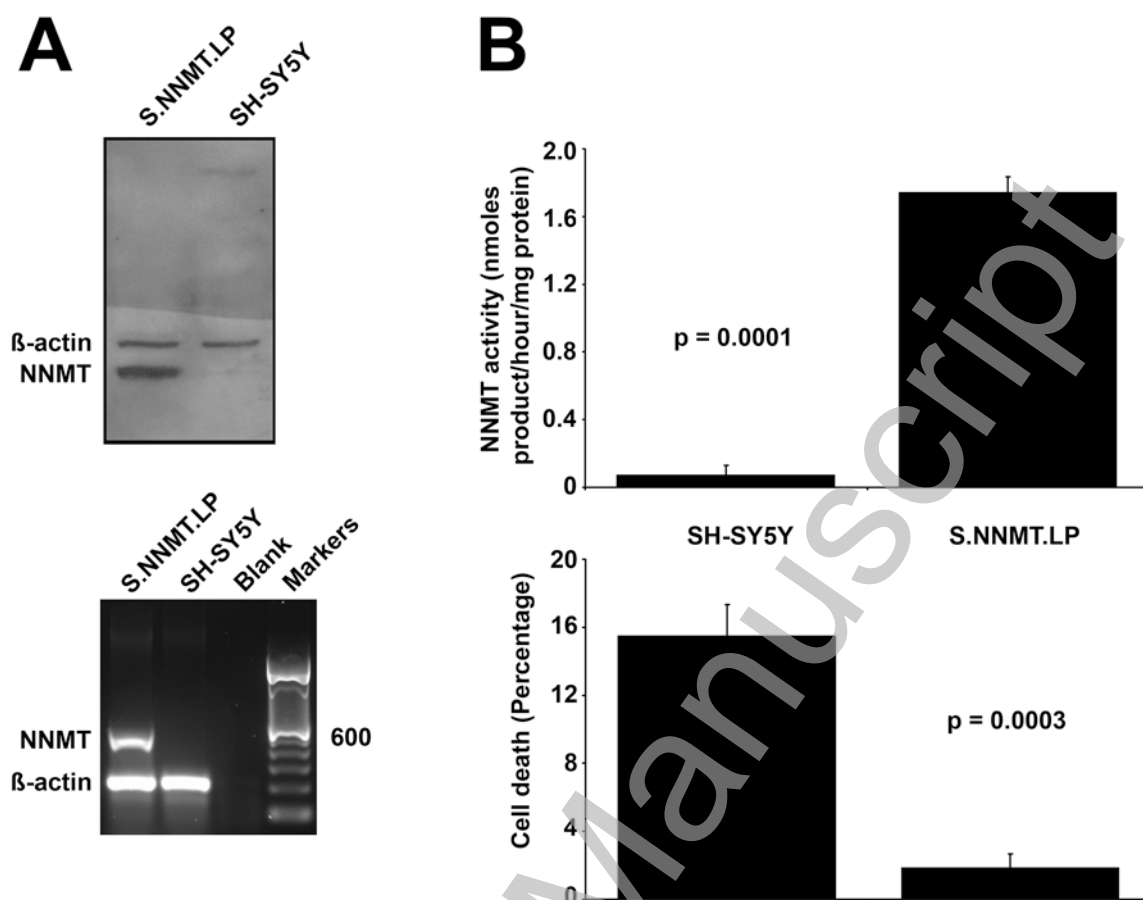 A
S.NNMT.LP
SH-SY5Y
ß-actin
NNMT
S.NNMT.LP
SH-SY5Y
Blank
Markers
NNMT
600
ß-actin
B
NNMT activity (nmoles
product/hour/mg protein)
2.0
1.6
1.2
0.8
0.4
0
p = 0.0001
SH-SY5Y
S.NNMT.LP
Cell death (Percentage)
20
16
12
8
4
0
p = 0.0003
Manuscript